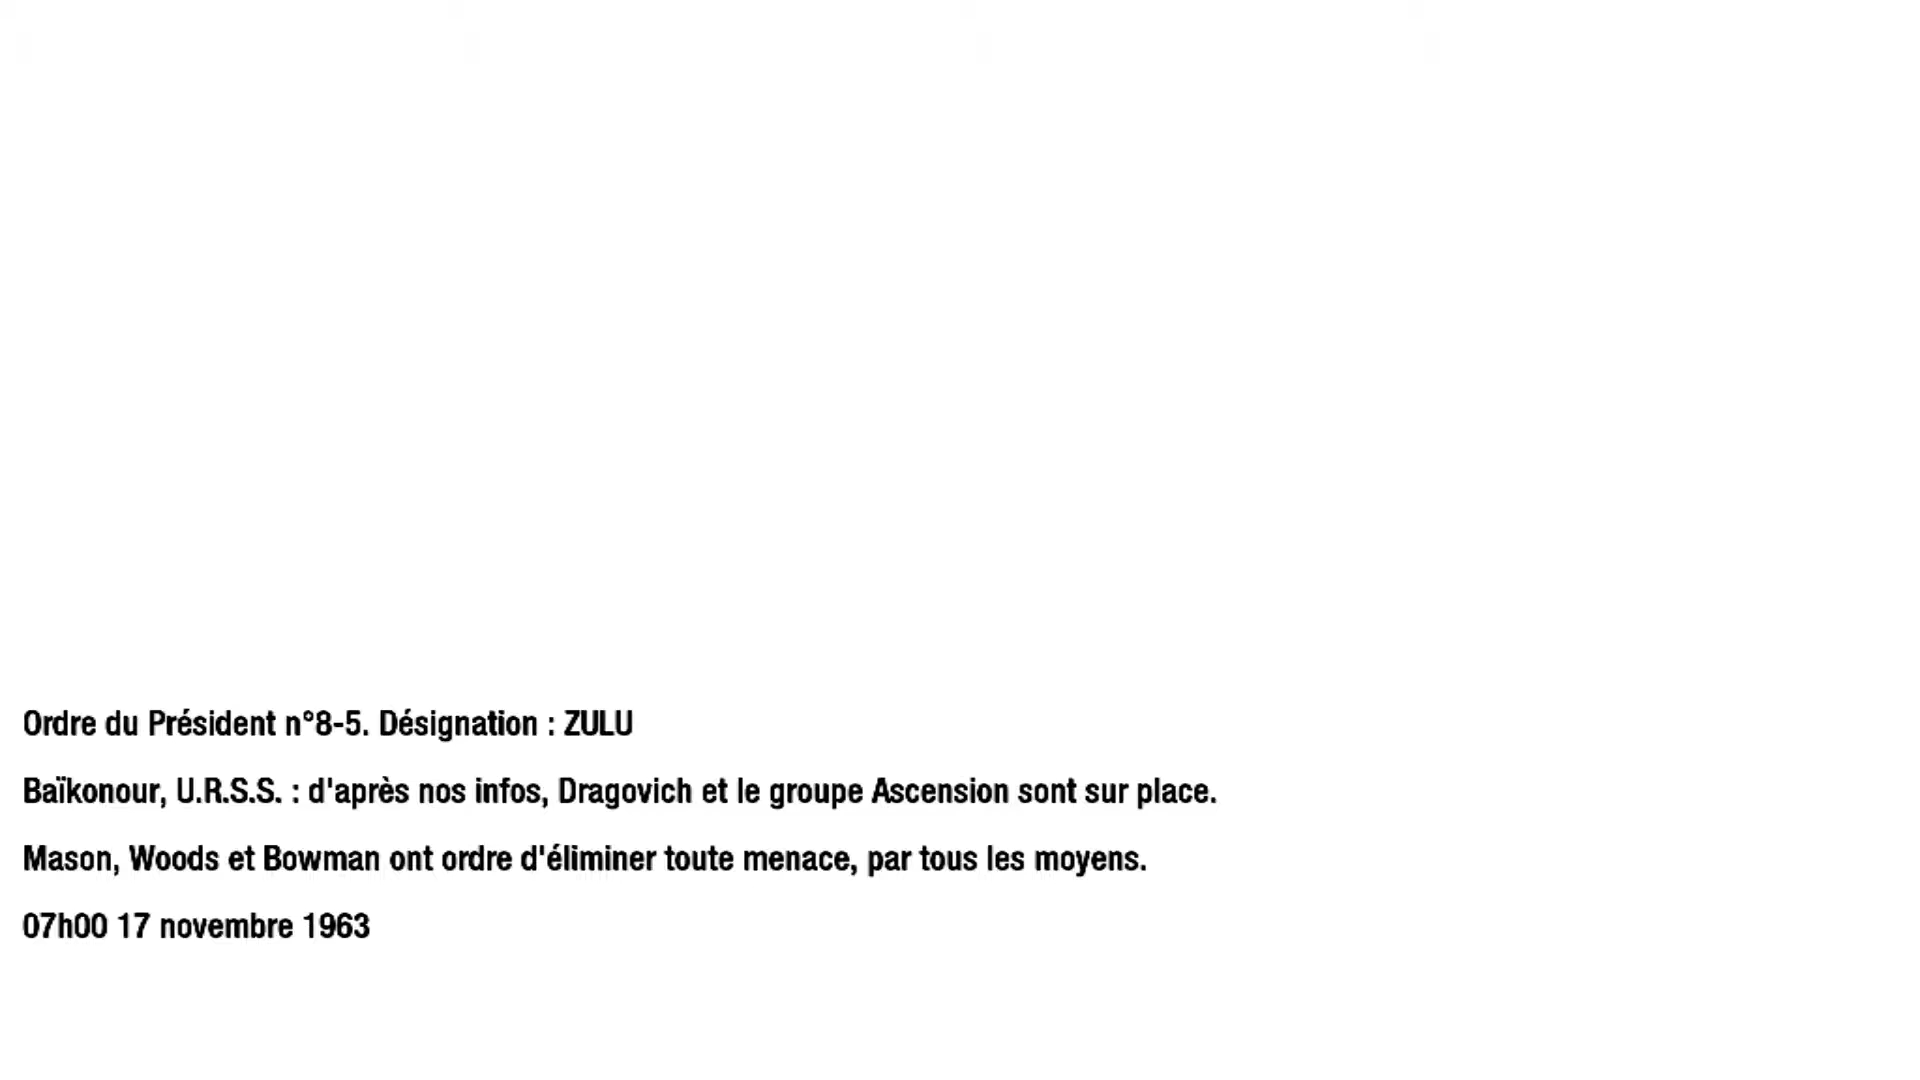 Ordre du Président n°8-5. Désignation : ZULU
Baïkonour, U.R.S.S. : d'après nos infos, Dragovich et le groupe Ascension sont sur place.
Mason, Woods et Bowman ont ordre d'éliminer toute menace, par tous les moyens.
07h00 17 novembre 1963